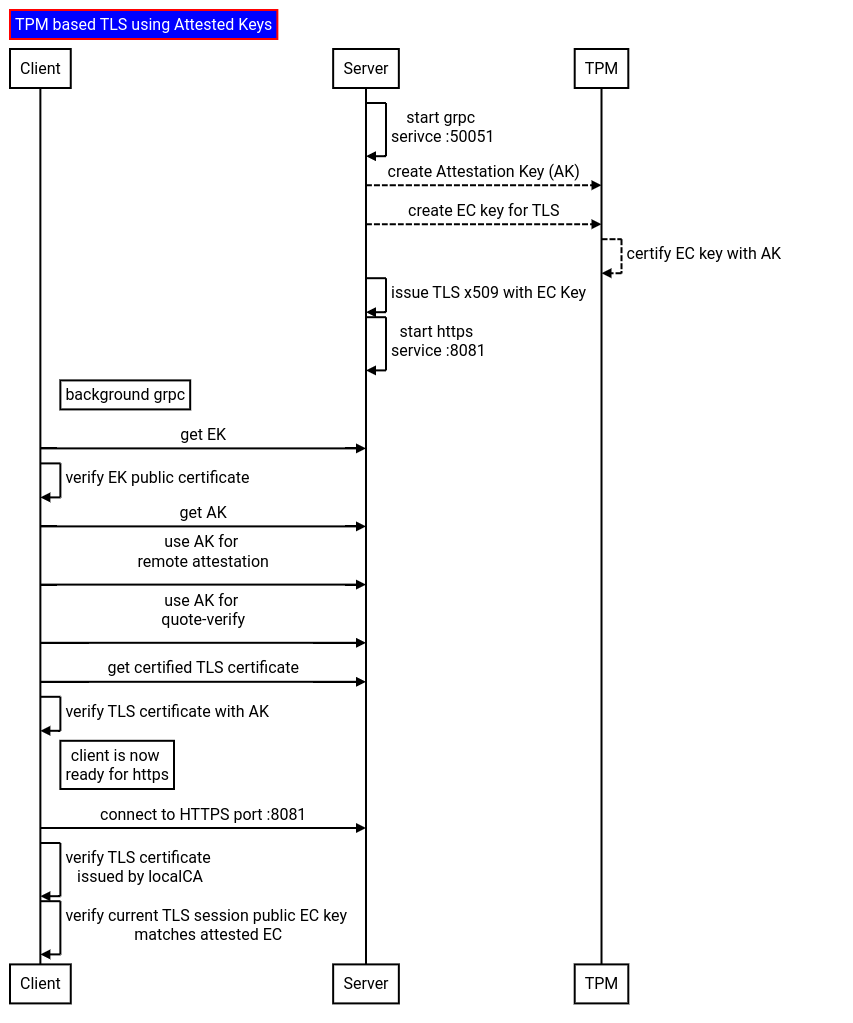 TPM based TLS using Attested Keys
Client
Server
TPM
start grpc
serivce :50051
create Attestation Key (AK)
create EC key for TLS
certify EC key with AK
issue TLS x509 with EC Key
start https
service :8081
background grpc
get EK
verify EK public certificate
get AK
use AK for
remote attestation
use AK for
quote-verify
get certified TLS certificate
verify TLS certificate with AK
client is now
ready for https
connect to HTTPS port :8081
verify TLS certificate
issued by localCA
verify current TLS session public EC key
matches attested EC
Client
Server
TPM